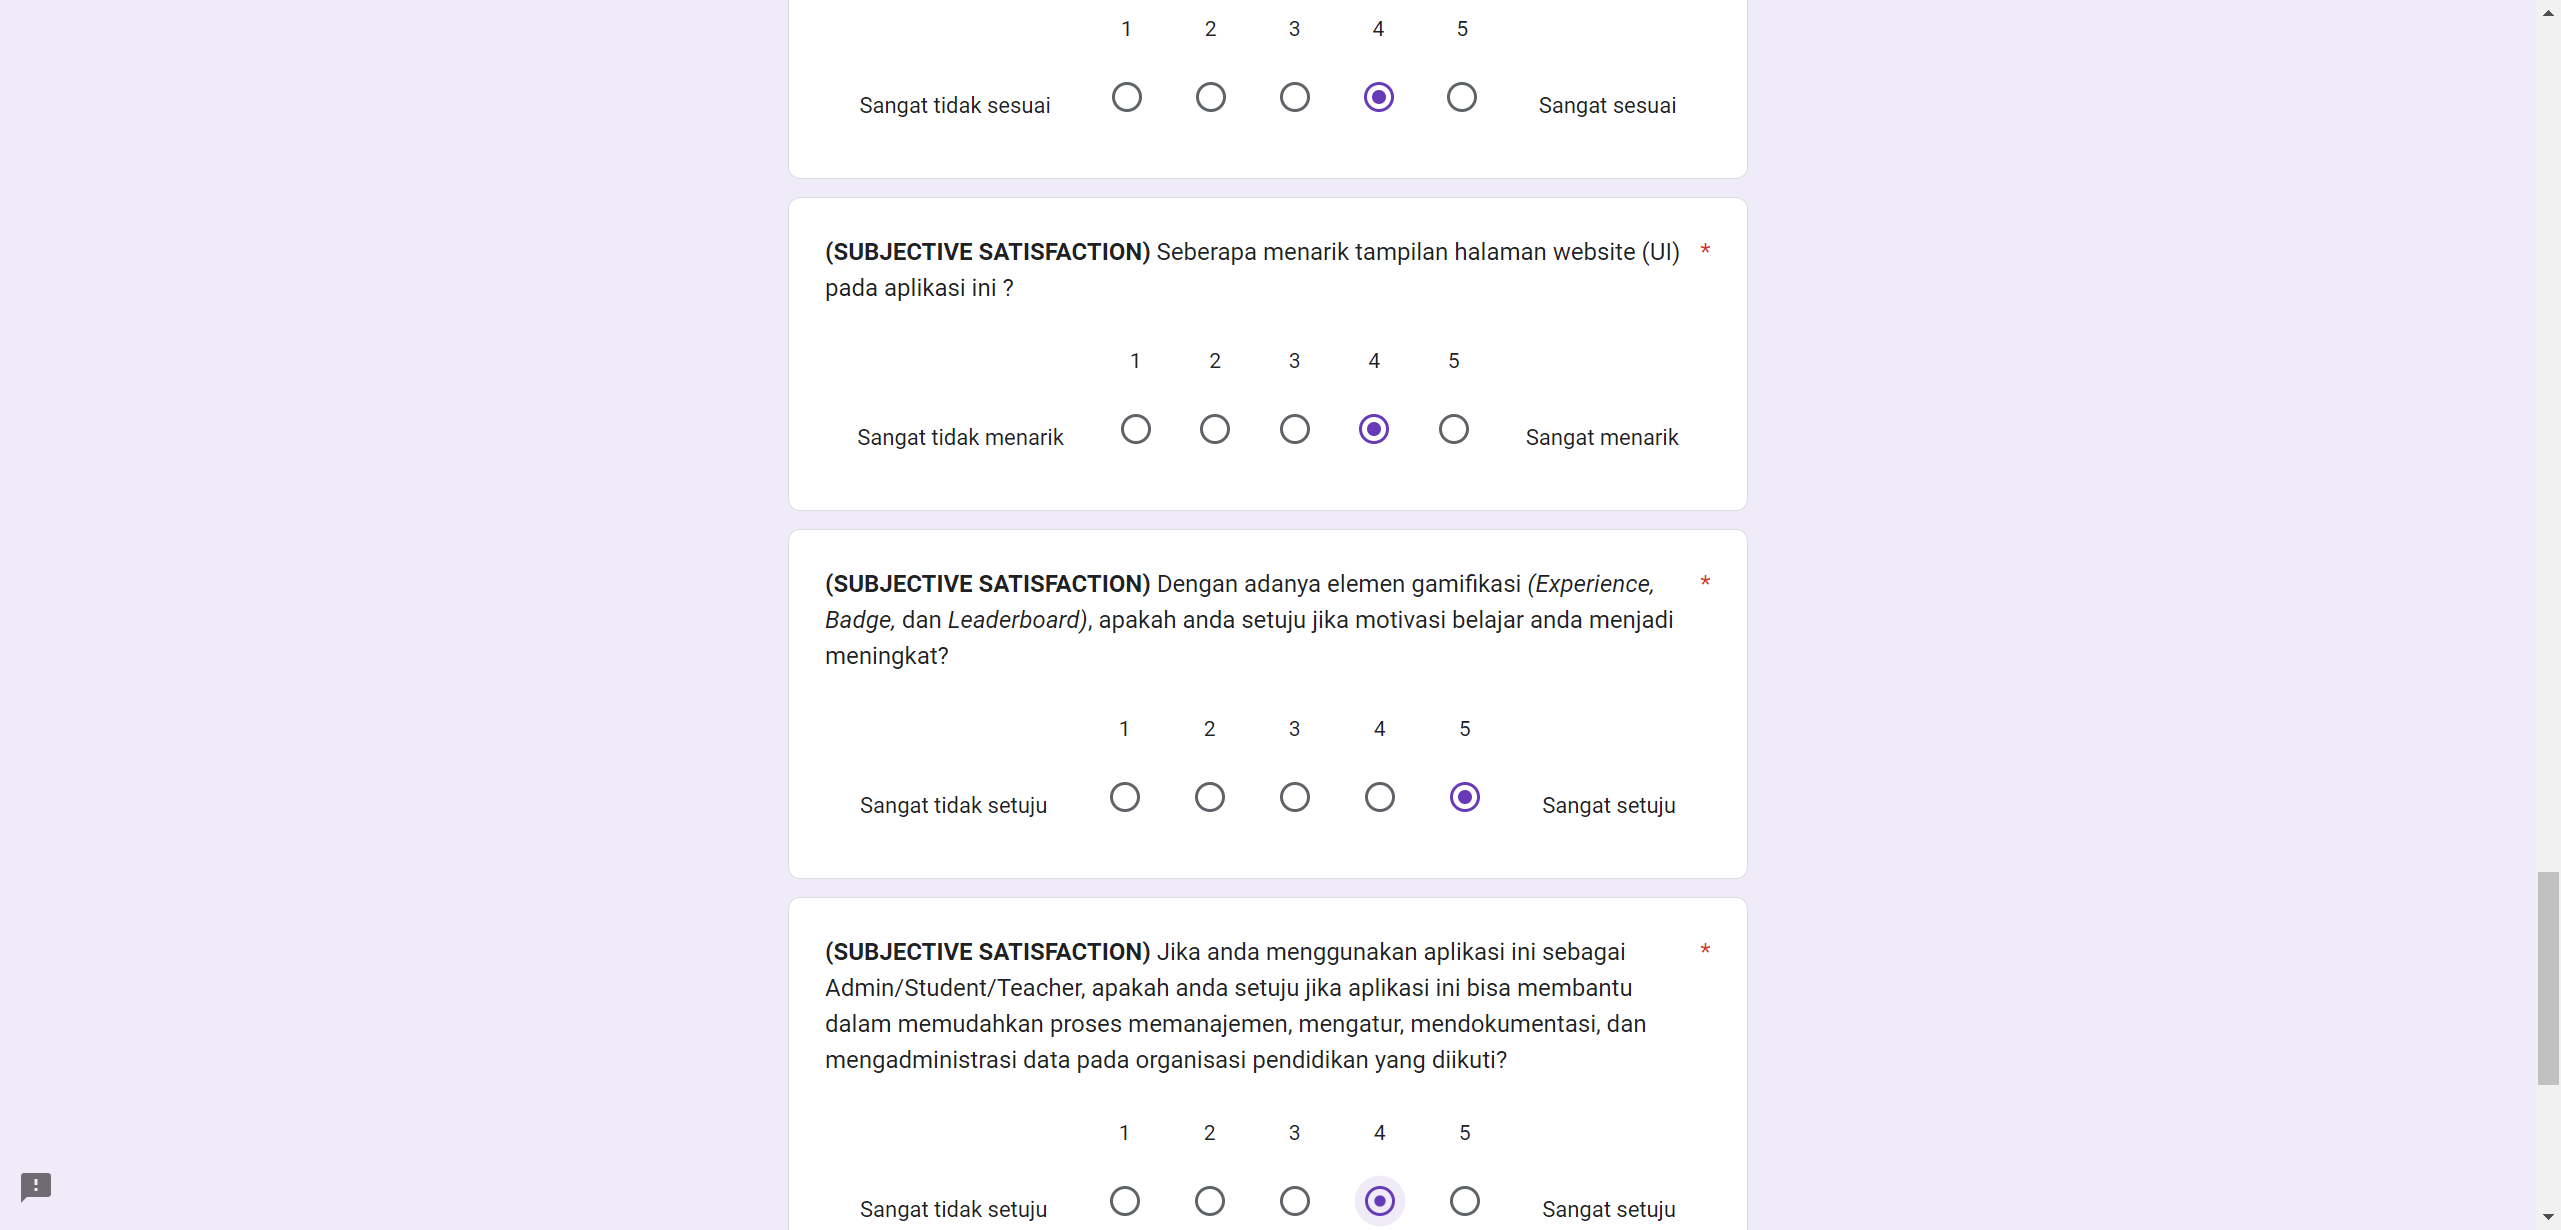 1 2 3 4 5
Sangat tidak sesuai Sangat sesuai
(SUBJECTIVE SATISFACTION) Seberapa menarik tampilan halaman website (UI) *
pada aplikasi ini ?
1 2 3 4 5
Sangat tidak menarik Sangat menarik
(SUBJECTIVE SATISFACTION) Dengan adanya elemen gamifikasi (Experience, *
Badge, dan Leaderboard), apakah anda setuju jika motivasi belajar anda menjadi
meningkat?
1 2 3 4 5
Sangat tidak setuju Sangat setuju
(SUBJECTIVE SATISFACTION) Jika anda menggunakan aplikasi ini sebagai *
Admin/Student/Teacher, apakah anda setuju jika aplikasi ini bisa membantu
dalam memudahkan proses memanajemen, mengatur, mendokumentasi, dan
mengadministrasi data pada organisasi pendidikan yang diikuti?
1 2 3 4 5
Sangat tidak setuju Sangat setuju